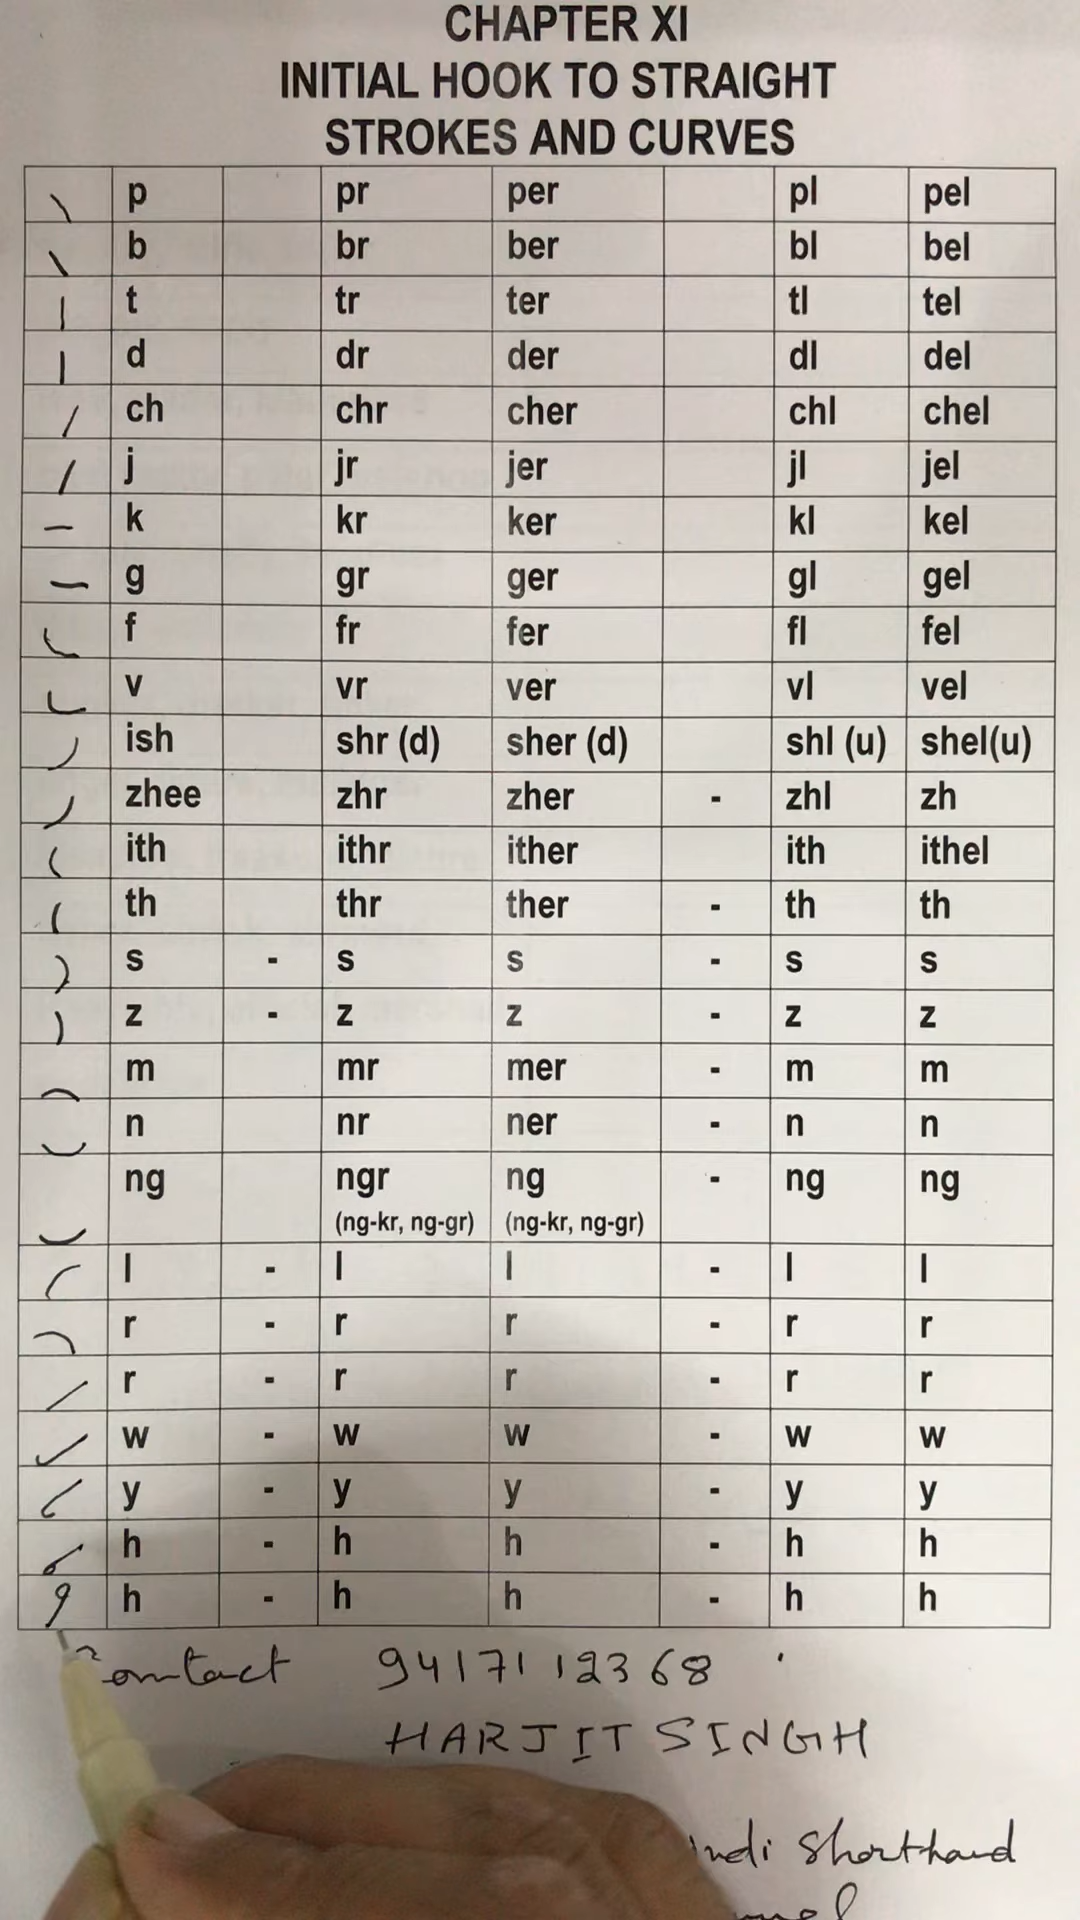 CHAPTER XI
INITIAL HOOK TO STRAIGHT
STROKES AND CURVES
p pr per pl pel
b br ber bl bel
t tr ter tl tel
d dr der dl del
ch chr cher chl chel
j jr jer jl jel
k kr ker kl kel
g gr ger gl gel
f fr fer fl fel
v vr ver vl vel
ish shr (d) sher (d) shl (u) shel(u)
zhee zhr zher - zhl zh
ith ithr ither ith ithel
th thr ther - th th
s - s s - s s
z - z z - z z
m mr mer - m m
n nr ner - n n
ng ngr ng - ng ng
(ng-kr, ng-gr) (ng-kr, ng-gr)
l - l l - l l
r - r r - r r
r - r r - r r
w - w w - w w
y - y y - y y
h - h h - h h
h - h h - h h
Contact 9417112368
HARJIT SINGH
Shorthand